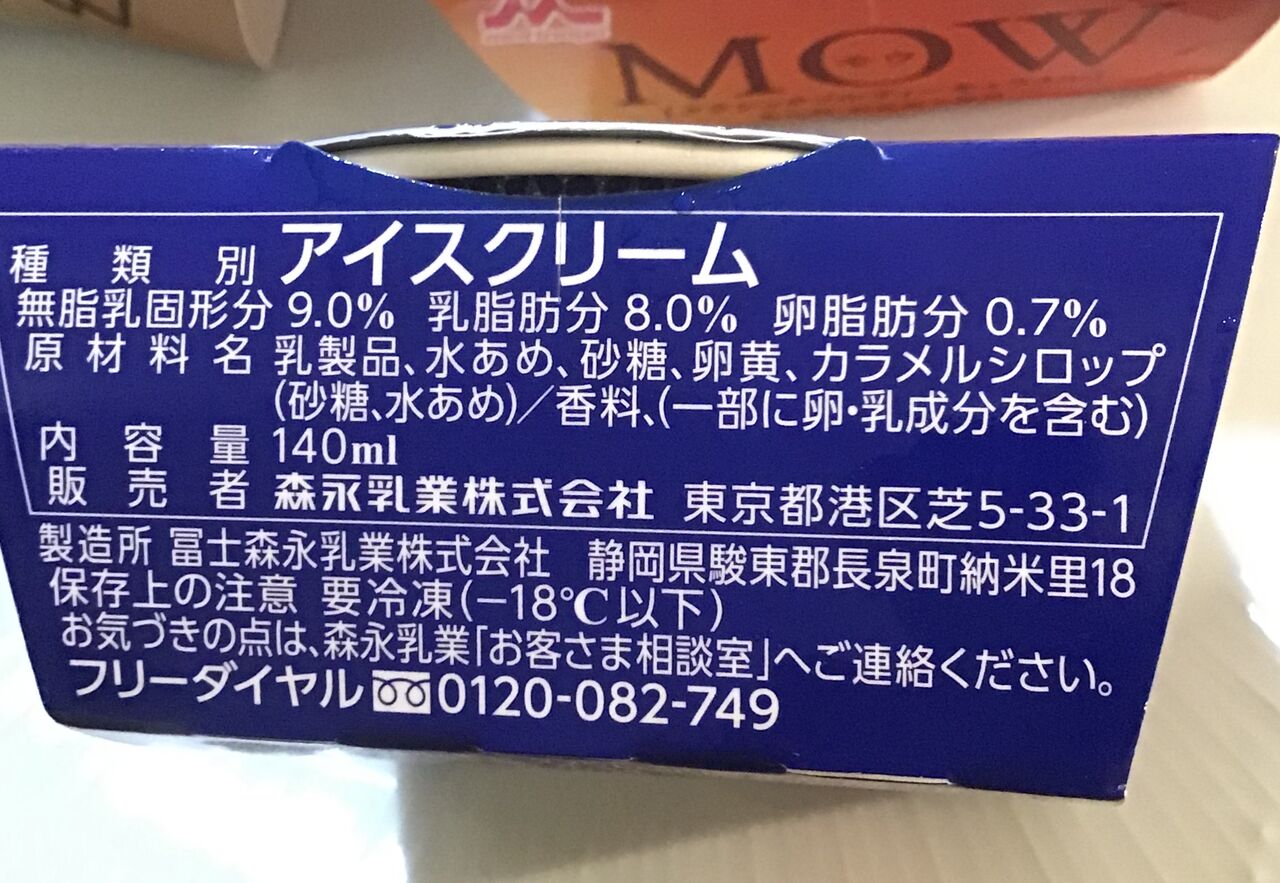 MOW
種類別 アイスクリーム
無脂乳固形分 9.0% 乳脂肪分 8.0% 卵脂肪分 0.7%
原材料名 乳製品、水あめ、砂糖、卵黄、カラメルシロップ
(砂糖、水あめ)/香料、(一部に卵・乳成分を含む)
内容量 140ml
販売者 森永乳業株式会社 東京都港区芝5-33-1
製造所 冨士森永乳業株式会社 静岡県駿東郡長泉町納米里18
保存上の注意 要冷凍(−18℃以下)
お気づきの点は、森永乳業「お客さま相談室」へご連絡ください。
フリーダイヤル 0120-082-749